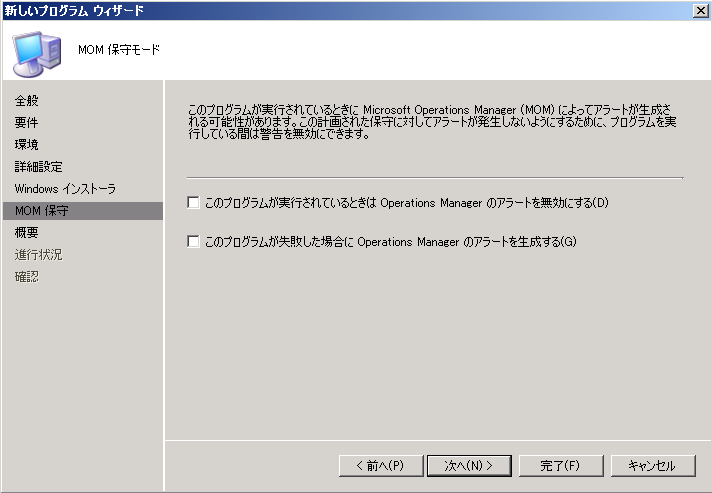 新しいプログラム ウィザード
MOM 保守モード
全般
要件
環境
詳細設定
Windows インストーラ
MOM 保守
概要
進行状況
確認
このプログラムが実行されているときに Microsoft Operations Manager (MOM) によってアラートが生成さ
れる可能性があります。この計画された保守に対してアラートが発生しないようにするために、プログラムを実
行している間は警告を無効にできます。
このプログラムが実行されているときは Operations Manager のアラートを無効にする(D)
このプログラムが失敗した場合に Operations Manager のアラートを生成する(G)
< 前へ(P)
次へ(N) >
完了(F)
キャンセル